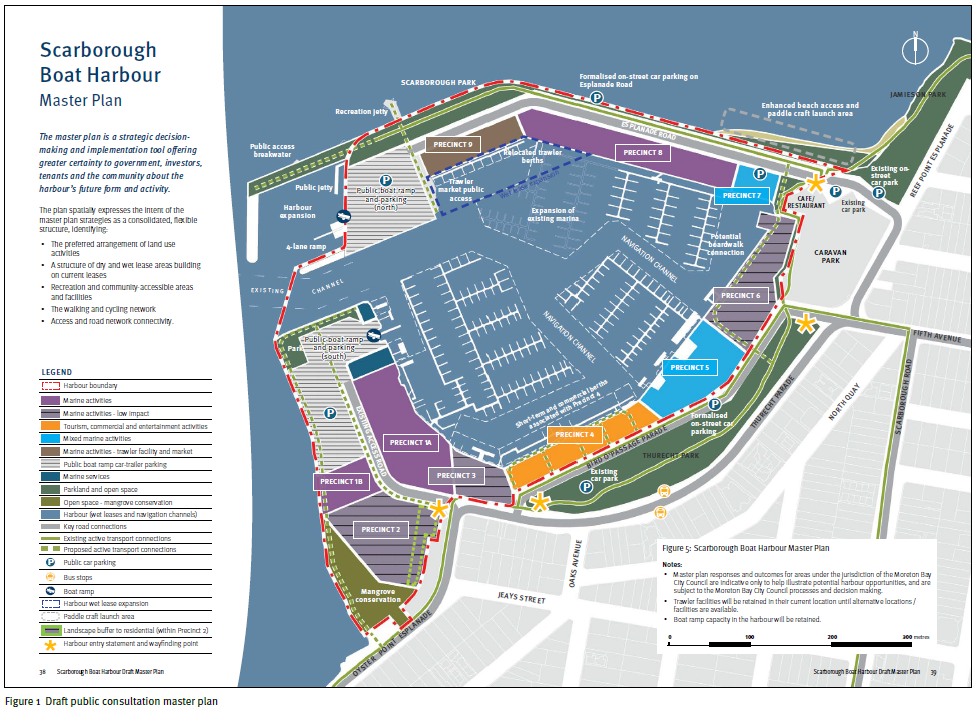 Scarborough
Boat Harbour
Master Plan
The master plan is a strategic decision-
making and implementation tool offering
greater certainty to government, investors,
tenants and the community about the
harbour's future form and activity.
The plan spatially expresses the intent of the
master plan strategies as a consolidated, flexible
structure, identifying:
• The preferred arrangement of land use
activities
• A structure of dry and wet lease areas building
on current leases
• Recreation and community-accessible areas
and facilities
• The walking and cycling network
• Access and road network connectivity.
LEGEND
Harbour boundary
Marine activities
Marine activities - low impact
Tourism, commercial and entertainment activities
Mixed marine activities
Marine activities - trawler facility and market
Public boat ramp car-trailer parking
Marine services
Parkland and open space
Open space - mangrove conservation
Harbour (wet leases and navigation channels)
Key road connections
Existing active transport connections
Proposed active transport connections
P Public car parking
Bus stops
Boat ramp
Harbour wet lease expansion
Paddle craft launch area
Landscape buffer to residential (within Precinct 2)
Harbour entry statement and wayfinding point
38 Scarborough Boat Harbour Draft Master Plan
N
SCARBOROUGH PARK
Formalised on-street car parking on
Esplanade Road
P
JAMIESON PARK
Enhanced beach access and
paddle craft launch area
Recreation jetty
ESPLANADE ROAD
REEF POINT ESPLANADE
Public access
breakwater
PRECINCT 9
Relocated trawler
berths
PRECINCT 8
Existing on-
street
car park
P
Public jetty
P
Public boat ramp
and parking
(north)
Trawler
market public
access
P
PRECINCT 7
CAFE/
RESTAURANT
P
Existing
car park
Harbour
expansion
Expansion of
existing marina
4-lane ramp
Potential
boardwalk
connection
NAVIGATION CHANNEL
CARAVAN
PARK
EXISTING CHANNEL
PRECINCT 6
NAVIGATION CHANNEL
Park
Public boat ramp
and parking
(south)
FIFTH AVENUE
PRECINCT 5
P
EXISTING ACCESS ROAD
Short-term and commercial berths
associated with Precinct 4
P
Formalised
on-street car
parking
THURECHT PARADE
NORTH QUAY
SCARBOROUGH ROAD
PRECINCT 1A
PRECINCT 4
BIRD O'PASSAGE PARADE
THURECHT PARK
PRECINCT 1B
PRECINCT 3
Existing
car park
P
PRECINCT 2
Mangrove
conservation
OAKS AVENUE
JEAYS STREET
OYSTER POINT ESPLANADE
Figure 5: Scarborough Boat Harbour Master Plan
Notes:
• Master plan responses and outcomes for areas under the jurisdiction of the Moreton Bay
City Council are indicative only to help illustrate potential harbour opportunities, and are
subject to the Moreton Bay City Council processes and decision making.
• Trawler facilities will be retained in their current location until alternative locations /
facilities are available.
• Boat ramp capacity in the harbour will be retained.
0 100 200 300 metres
Scarborough Boat Harbour Draft Master Plan 39
Figure 1 Draft public consultation master plan